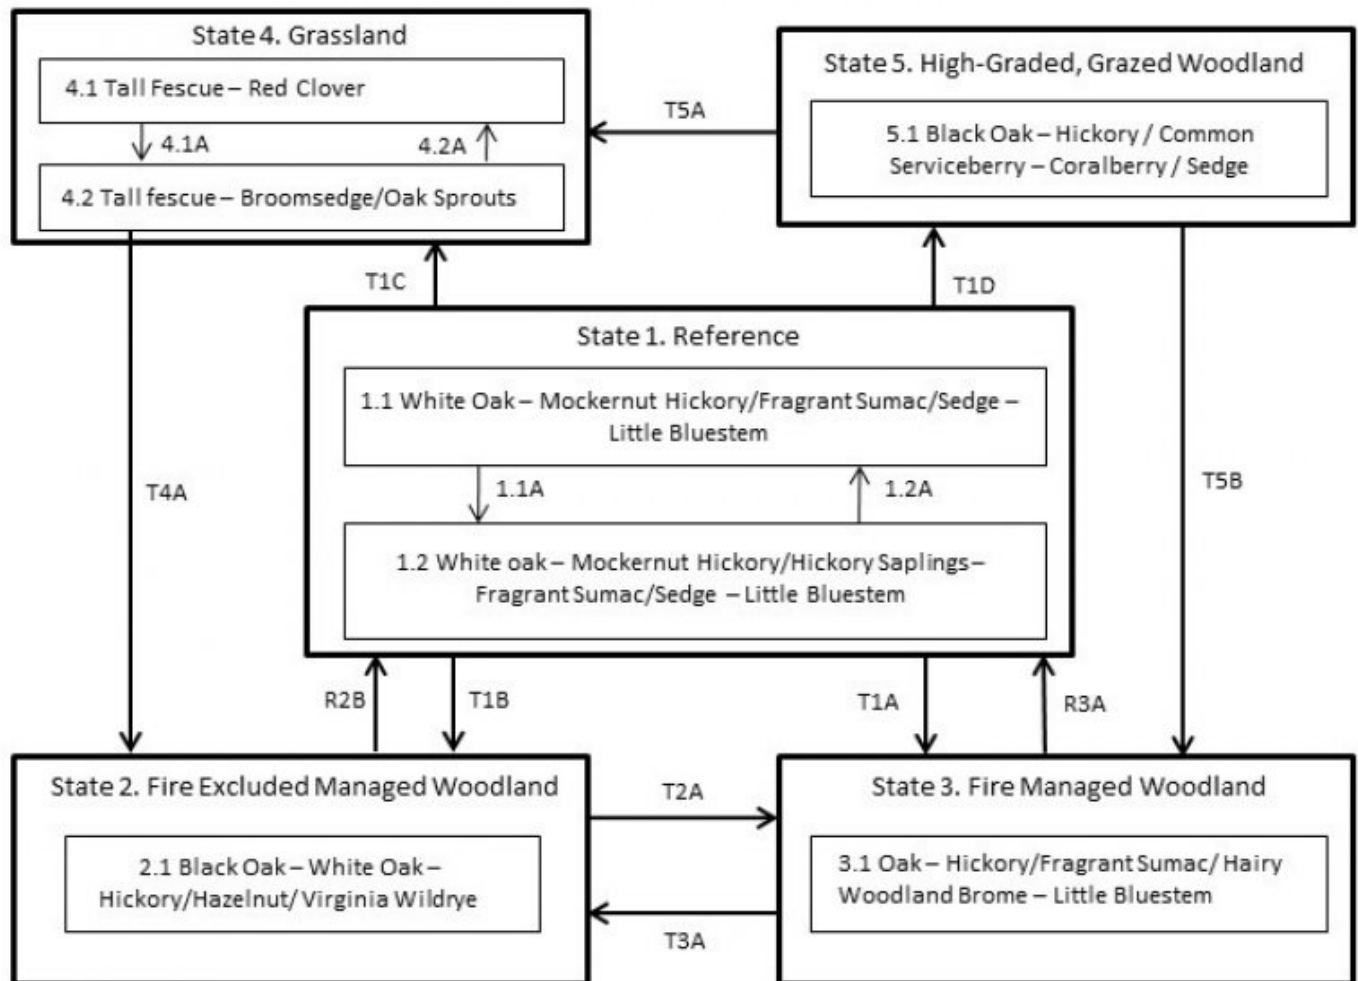 State 4. Grassland
4.1 Tall Fescue – Red Clover
4.1A
4.2A
4.2 Tall fescue – Broomsedge/Oak Sprouts
T5A
State 5. High-Graded, Grazed Woodland
5.1 Black Oak – Hickory / Common
Serviceberry – Coralberry / Sedge
T1C
T1D
State 1. Reference
1.1 White Oak – Mockernut Hickory/Fragrant Sumac/Sedge –
Little Bluestem
1.1A
1.2A
1.2 White oak – Mockernut Hickory/Hickory Saplings –
Fragrant Sumac/Sedge – Little Bluestem
T4A
T5B
R2B
T1B
T1A
R3A
State 2. Fire Excluded Managed Woodland
2.1 Black Oak – White Oak –
Hickory/Hazelnut/ Virginia Wildrye
T2A
T3A
State 3. Fire Managed Woodland
3.1 Oak – Hickory/Fragrant Sumac/ Hairy
Woodland Brome – Little Bluestem